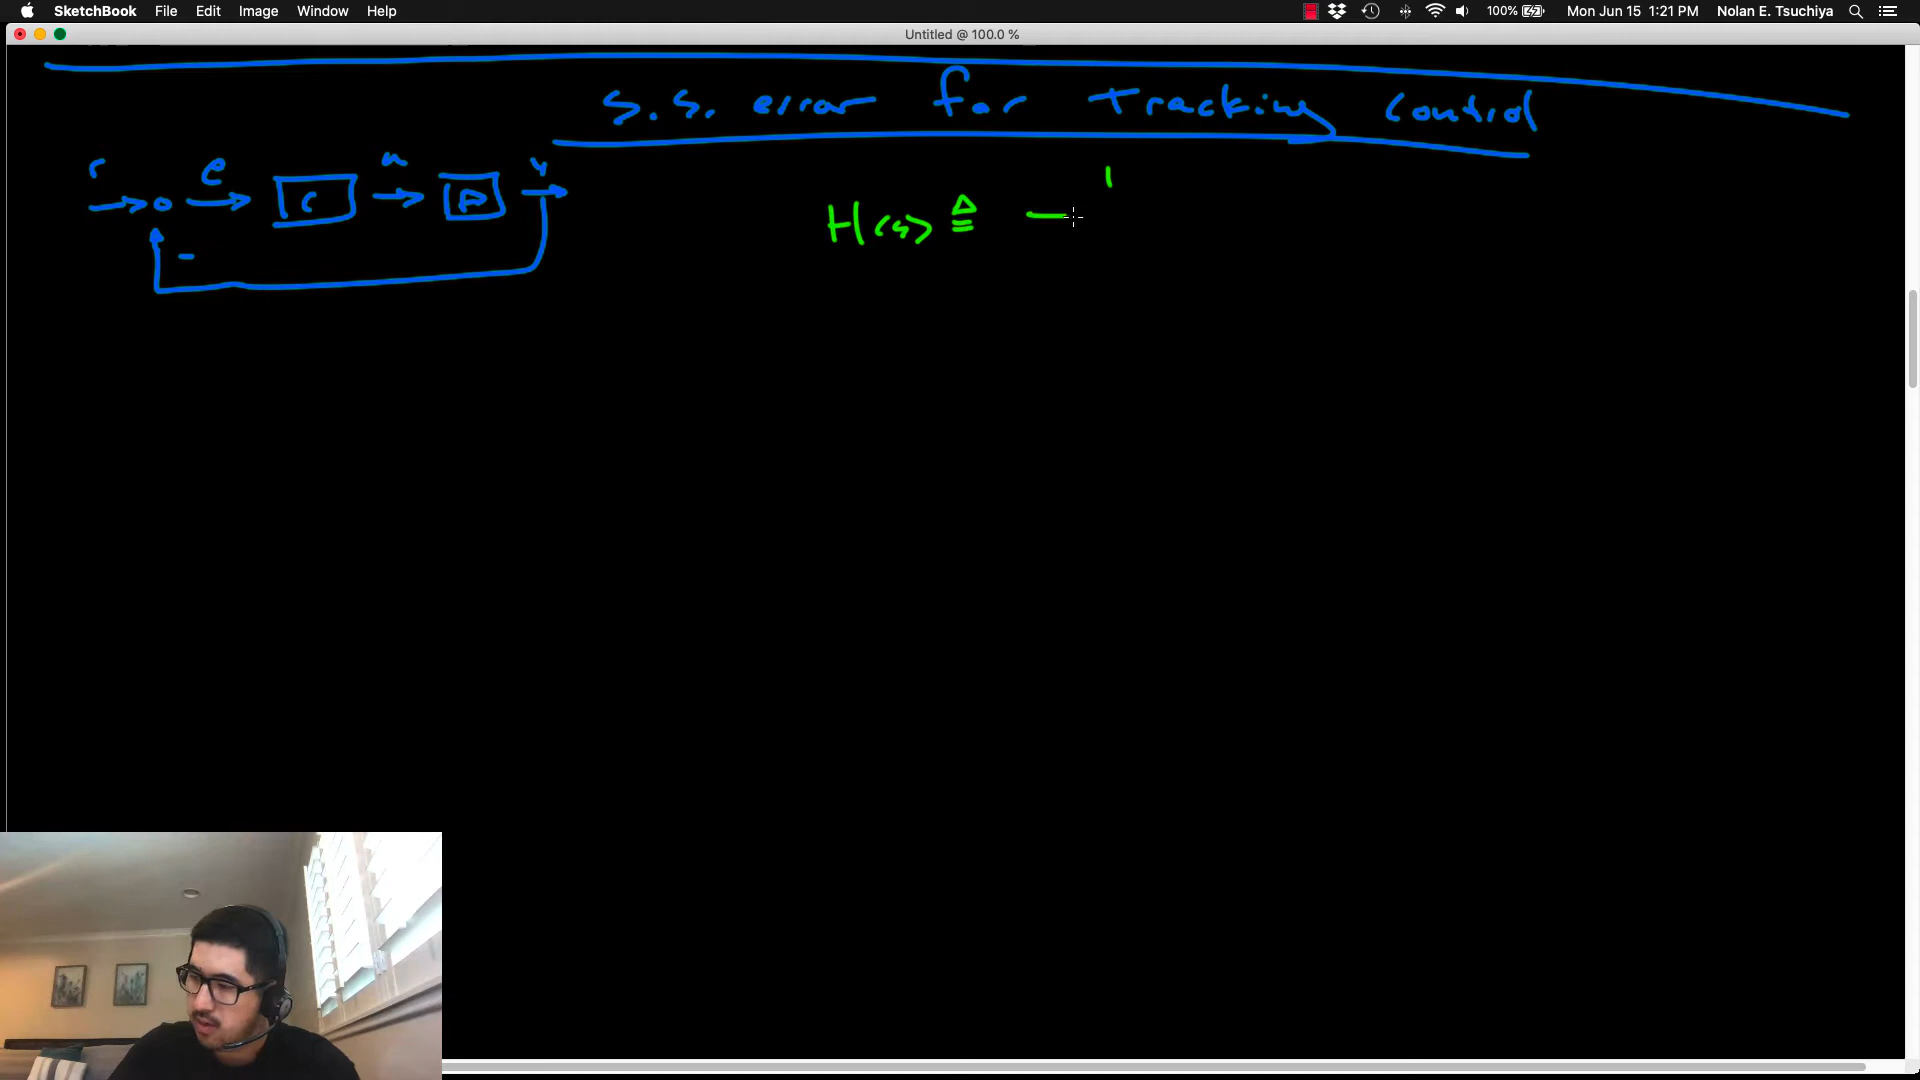 SketchBook File Edit Image Window Help 100% Mon Jun 15 1:21 PM Nolan E. Tsuchiya
Untitled @ 100.0 %
s.s. error for Tracking Control
r e u y
C P
-
H(s) ≜ 1